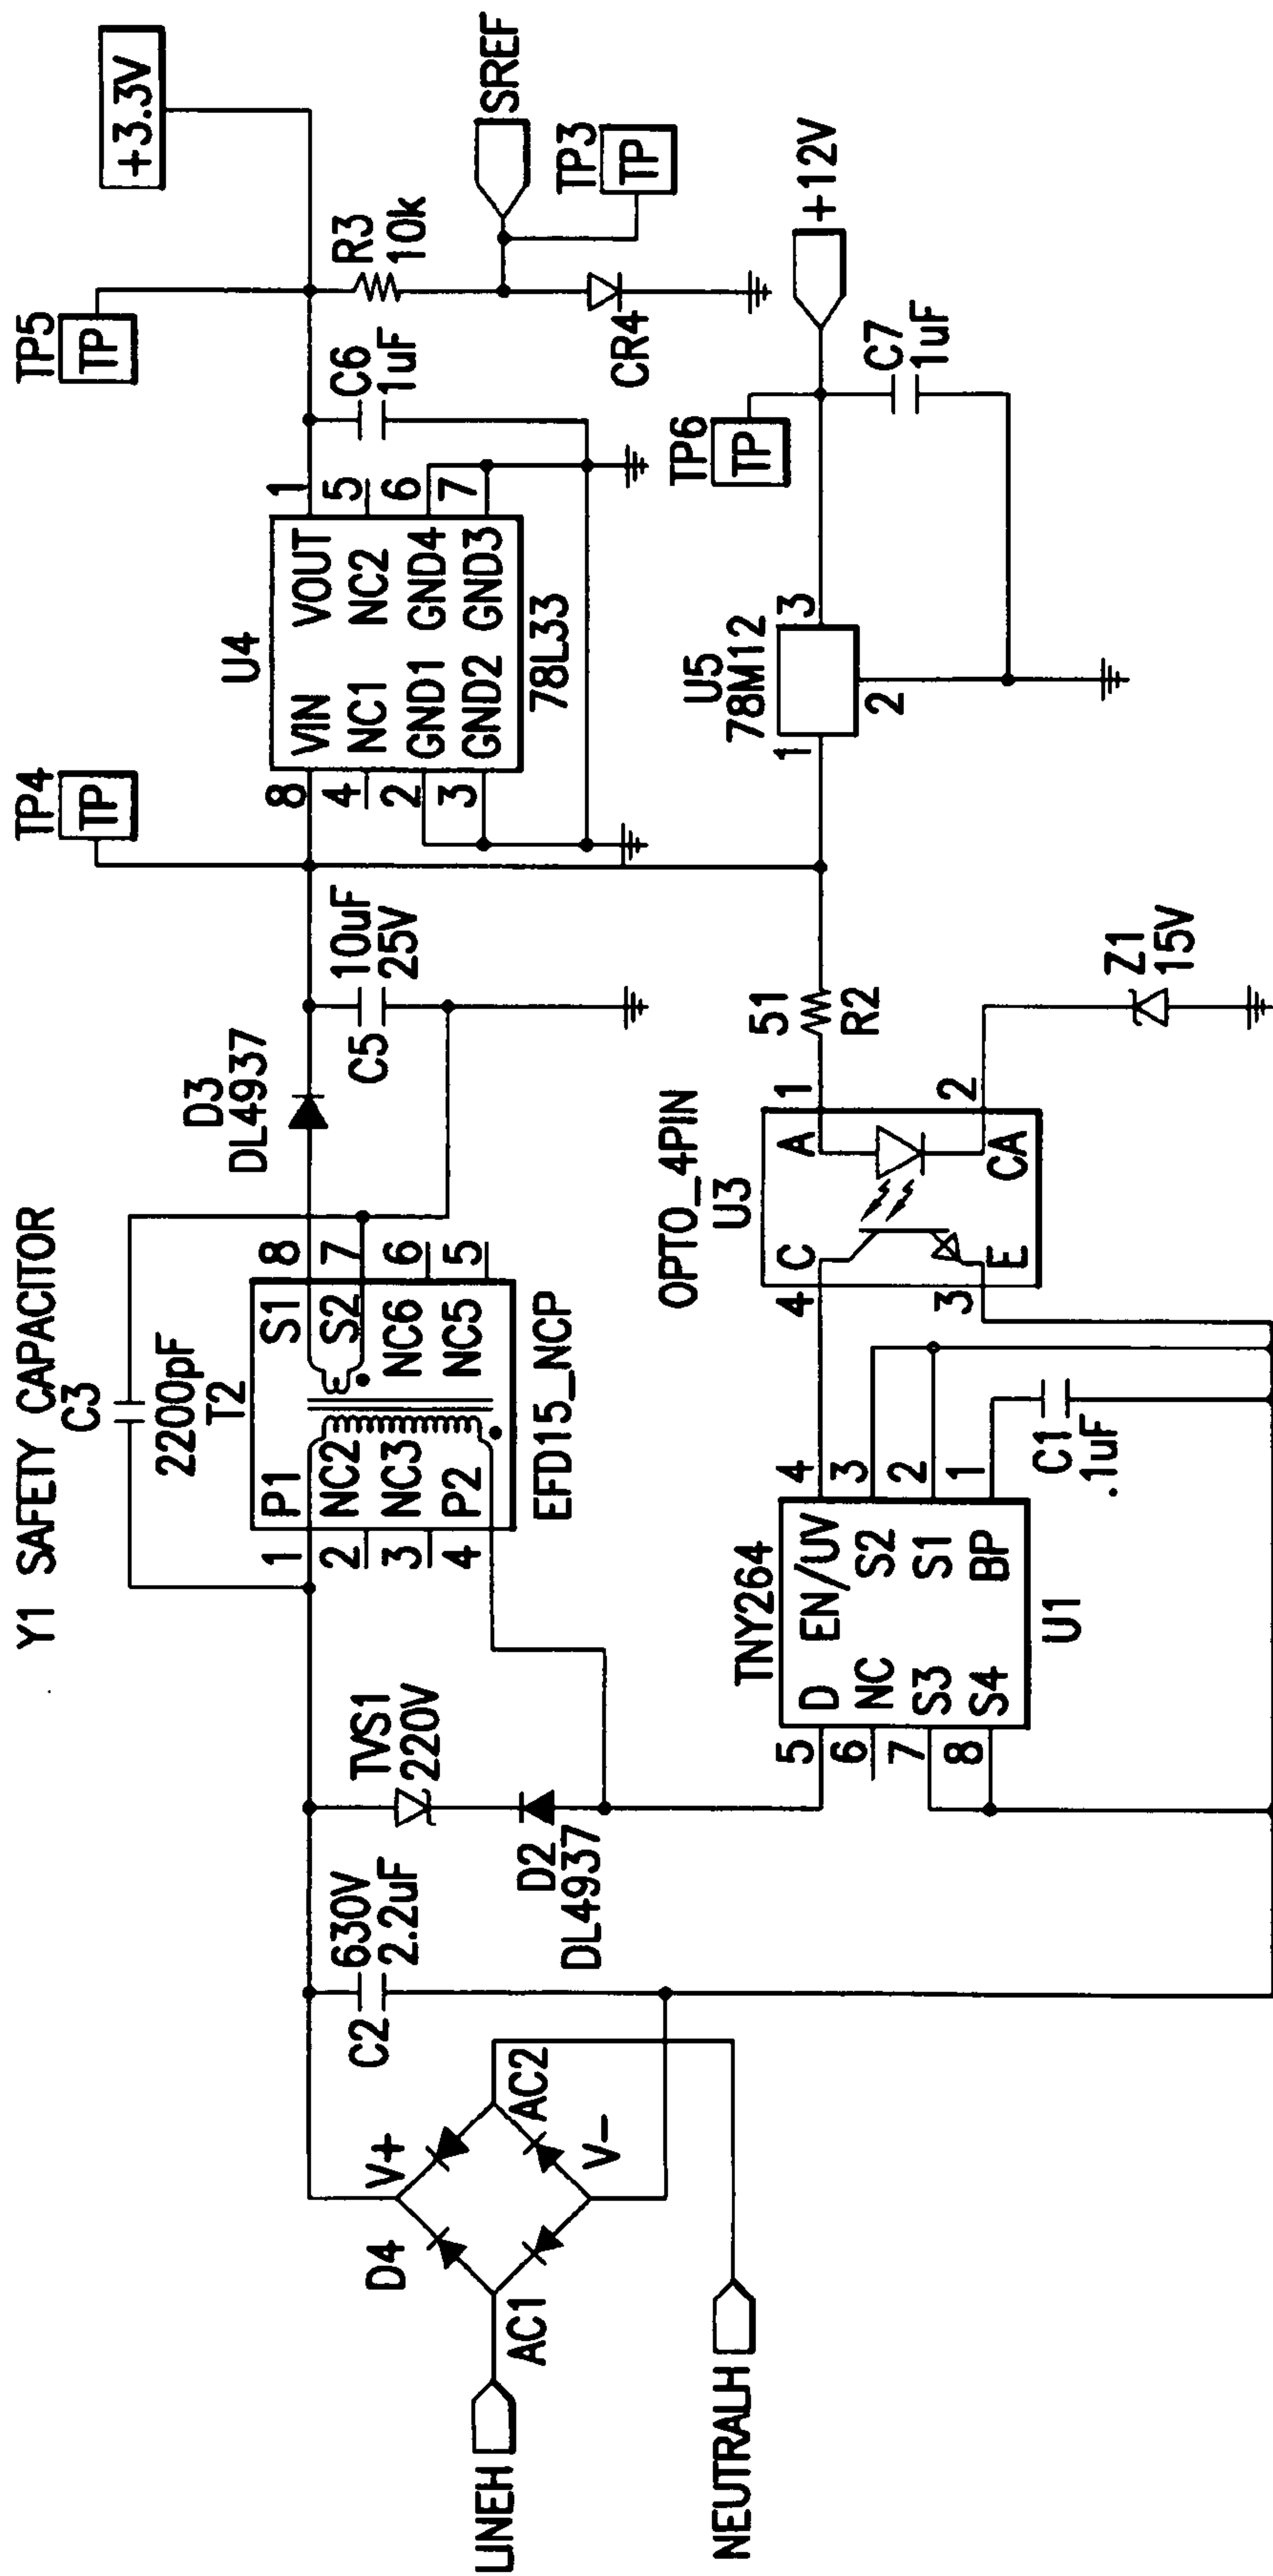 Y1 SAFETY CAPACITOR
C3
2200pF
T2
P1
NC2
NC3
P2
S1
S2
NC6
NC5
1
2
3
4
8
7
6
5
EFD15_NCP
LINEH
NEUTRALH
AC1
AC2
D4
V+
V-
C2
630V
2.2uF
TVS1
220V
D2
DL4937
D3
DL4937
C5
10uF
25V
TP4
TP
U4
VIN
NC1
GND1
GND2
VOUT
NC2
GND4
GND3
8
4
2
3
1
5
6
7
78L33
TP5
TP
C6
1uF
R3
10k
+3.3V
SREF
TP3
TP
CR4
TNY264
D
NC
S3
S4
EN/UV
S2
S1
BP
5
6
7
8
4
3
2
1
U1
C1
.1uF
OPTO_4PIN
U3
C
E
A
CA
4
3
1
2
51
R2
Z1
15V
U5
78M12
1
3
2
TP6
TP
C7
1uF
+12V